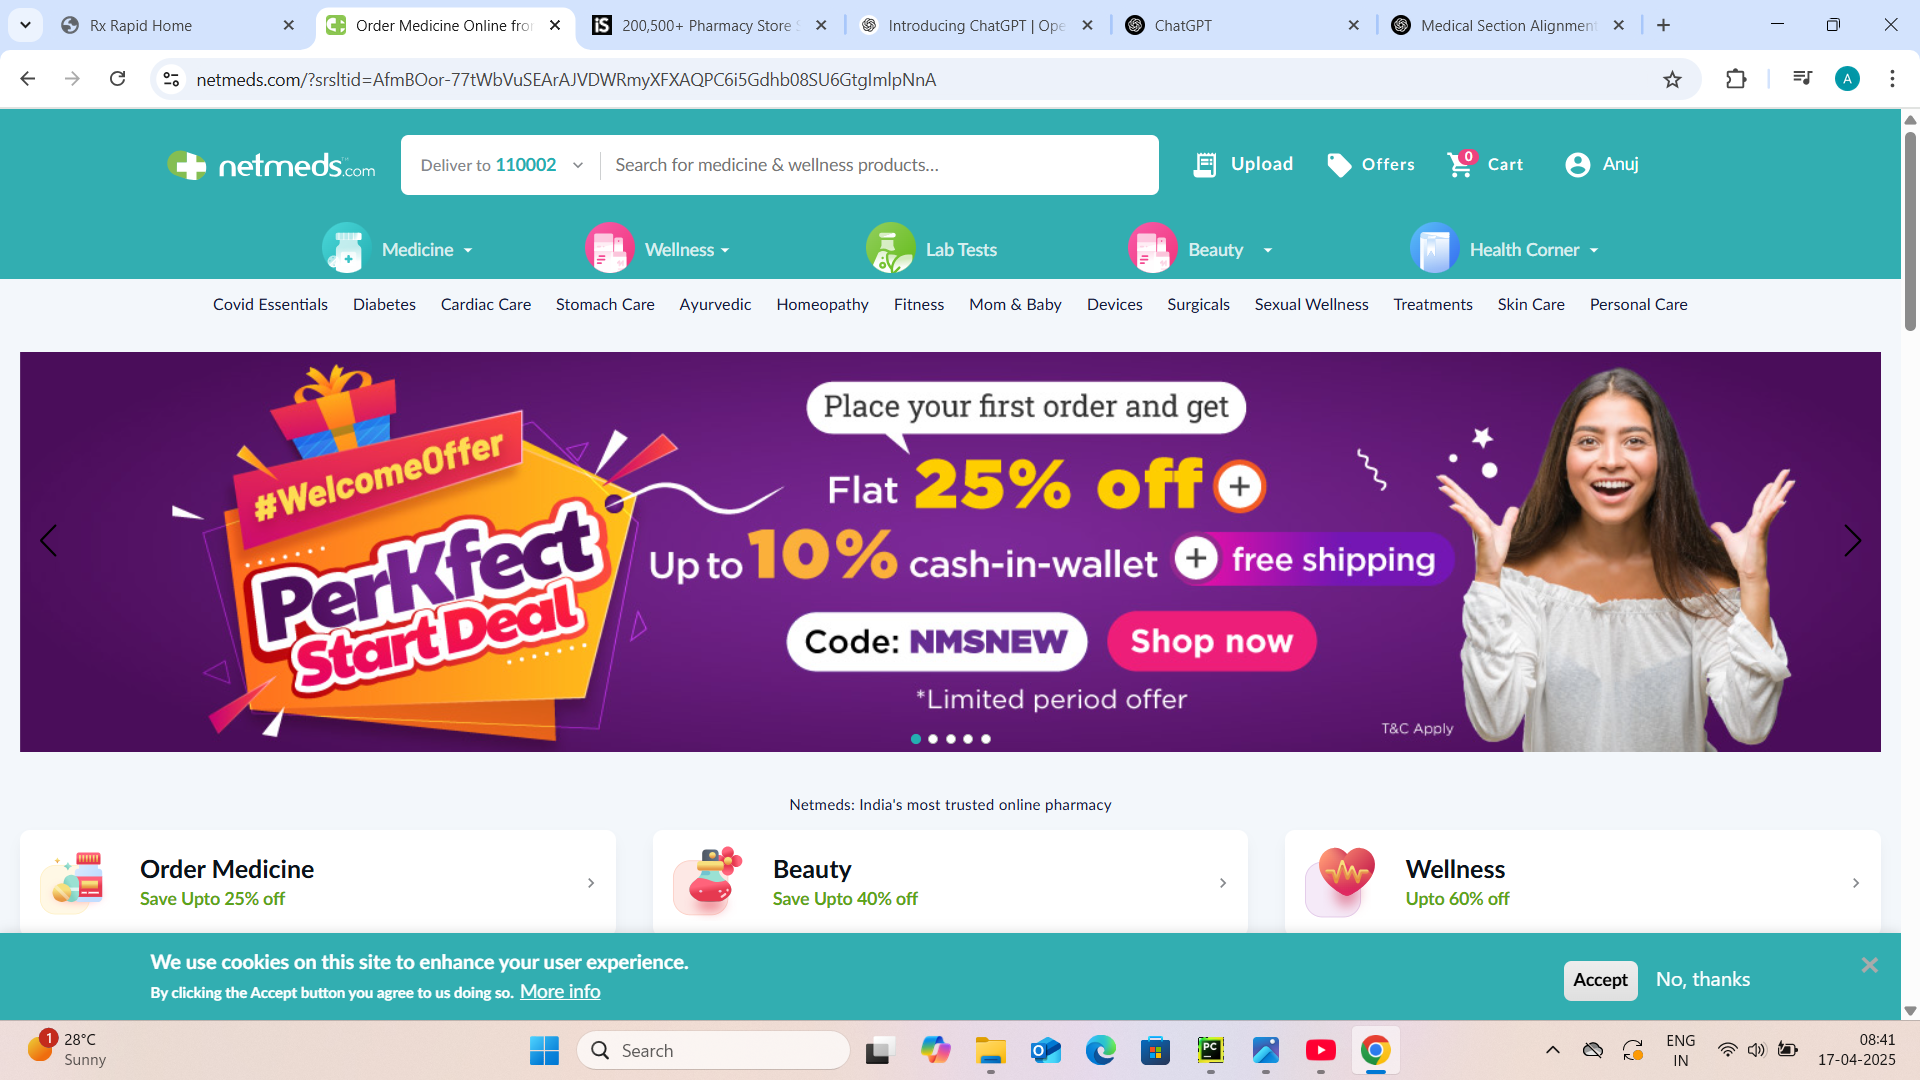 Rx Rapid Home
Order Medicine Online fro
200,500+ Pharmacy Store S
Introducing ChatGPT | Ope
ChatGPT
Medical Section Alignment
netmeds.com/?srsltid=AfmBOor-77tWbVuSEArAJVDWRmyXFXAQPC6i5Gdhb08SU6GtgImlpNnA
A
netmeds.com
Deliver to 110002
Search for medicine & wellness products...
Upload
Offers
0
Cart
Anuj
Medicine
Wellness
Lab Tests
Beauty
Health Corner
Covid Essentials Diabetes Cardiac Care Stomach Care Ayurvedic Homeopathy Fitness Mom & Baby Devices Surgicals Sexual Wellness Treatments Skin Care Personal Care
#WelcomeOffer
PerKfect
Start Deal
Place your first order and get
Flat 25% off +
Up to 10% cash-in-wallet + free shipping
Code: NMSNEW
Shop now
*Limited period offer
T&C Apply
Netmeds: India's most trusted online pharmacy
Order Medicine
Save Upto 25% off
Beauty
Save Upto 40% off
Wellness
Upto 60% off
We use cookies on this site to enhance your user experience.
By clicking the Accept button you agree to us doing so. More info
Accept
No, thanks
1
28°C
Sunny
Search
PC
ENG
IN
08:41
17-04-2025